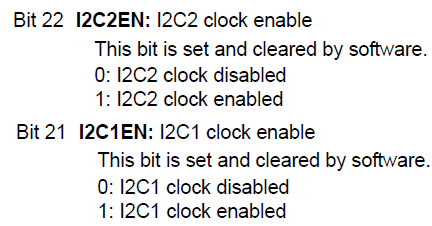 Bit 22 I2C2EN: I2C2 clock enable
This bit is set and cleared by software.
0: I2C2 clock disabled
1: I2C2 clock enabled
Bit 21 I2C1EN: I2C1 clock enable
This bit is set and cleared by software.
0: I2C1 clock disabled
1: I2C1 clock enabled